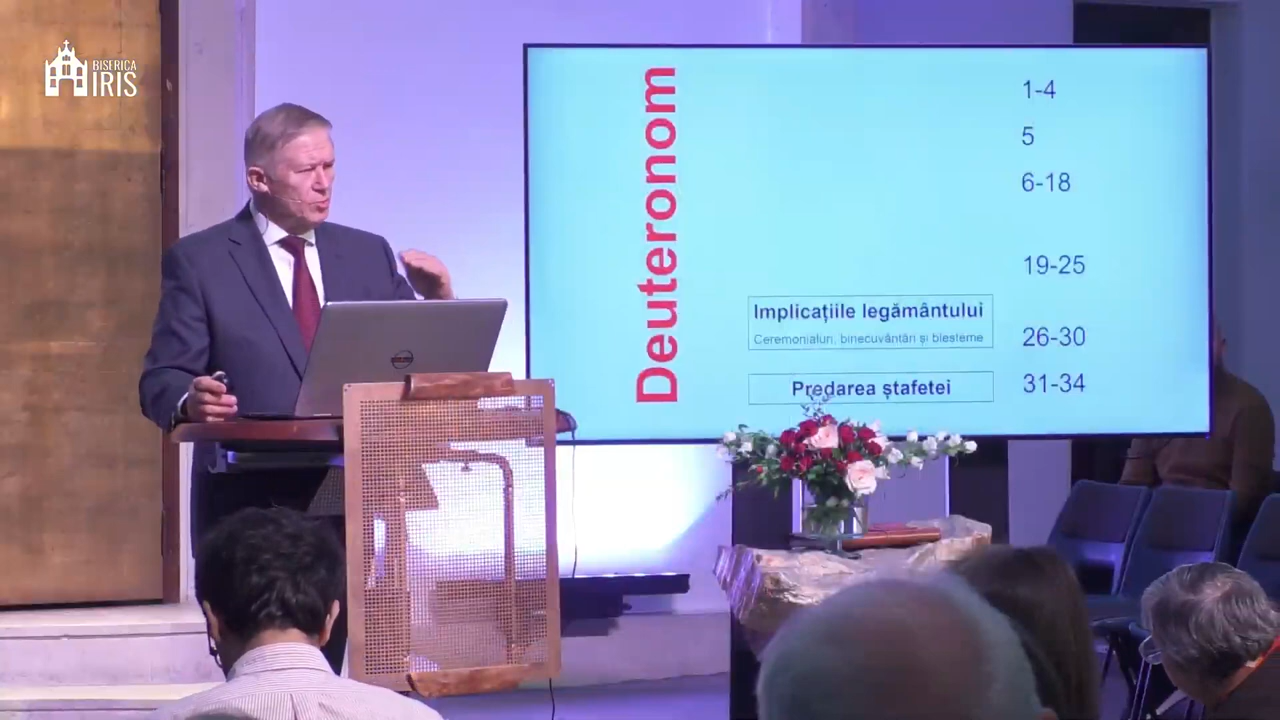 BISERICA
IRIS
Deuteronom
1-4
5
6-18
19-25
Implicațiile legământului
Ceremonialuri, binecuvântări și blesteme
26-30
Predarea ștafetei
31-34